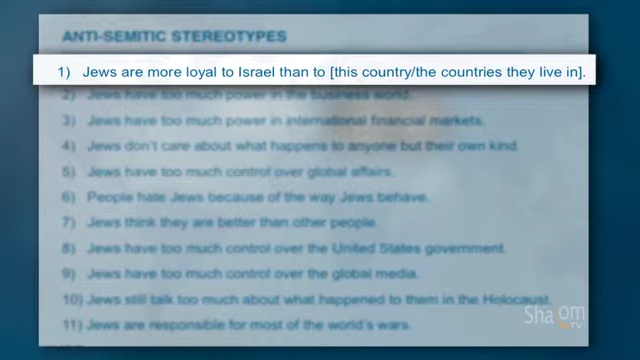 ANTI-SEMITIC STEREOTYPES
1) Jews are more loyal to Israel than to [this country/the countries they live in].
2) Jews have too much power in the business world.
3) Jews have too much power in international financial markets.
4) Jews don't care about what happens to anyone but their own kind.
5) Jews have too much control over global affairs.
6) People hate Jews because of the way Jews behave.
7) Jews think they are better than other people.
8) Jews have too much control over the United States government.
9) Jews have too much control over the global media.
10) Jews still talk too much about what happened to them in the Holocaust.
11) Jews are responsible for most of the world's wars.
TV